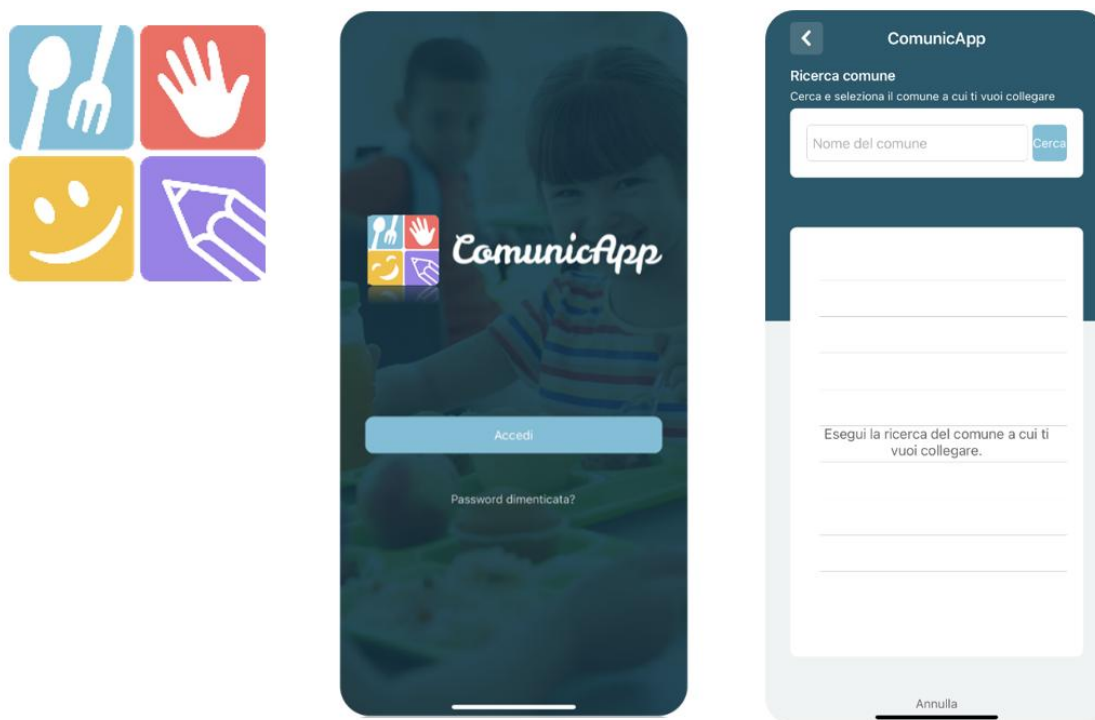 ComunicApp
Accedi
Password dimenticata?
ComunicApp
Ricerca comune
Cerca e seleziona il comune a cui ti vuoi collegare
Nome del comune
Cerca
Esegui la ricerca del comune a cui ti
vuoi collegare.
Annulla